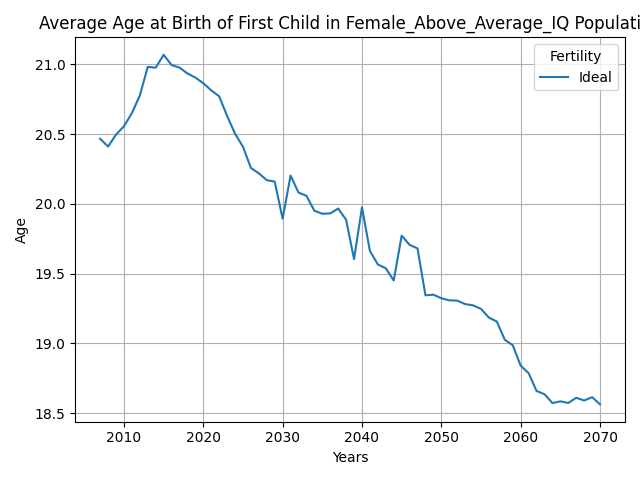 Average Age at Birth of First Child in Female_Above_Average_IQ Populati
Fertility
Ideal
Age
21.0
20.5
20.0
19.5
19.0
18.5
2010 2020 2030 2040 2050 2060 2070
Years